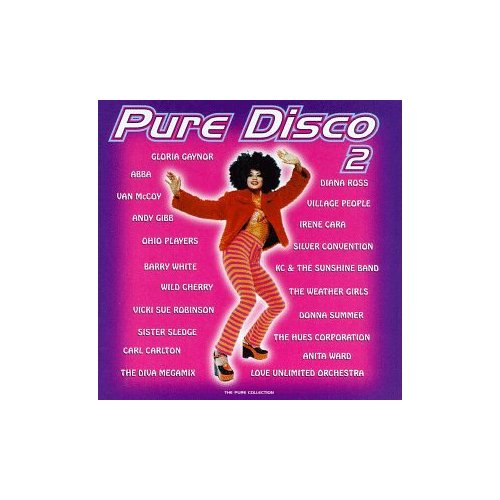 Pure Disco
2
GLORIA GAYNOR
ABBA
VAN McCOY
ANDY GIBB
OHIO PLAYERS
BARRY WHITE
WILD CHERRY
VICKI SUE ROBINSON
SISTER SLEDGE
CARL CARLTON
THE DIVA MEGAMIX
DIANA ROSS
VILLAGE PEOPLE
IRENE CARA
SILVER CONVENTION
KC & THE SUNSHINE BAND
THE WEATHER GIRLS
DONNA SUMMER
THE HUES CORPORATION
ANITA WARD
LOVE UNLIMITED ORCHESTRA
THE PURE COLLECTION